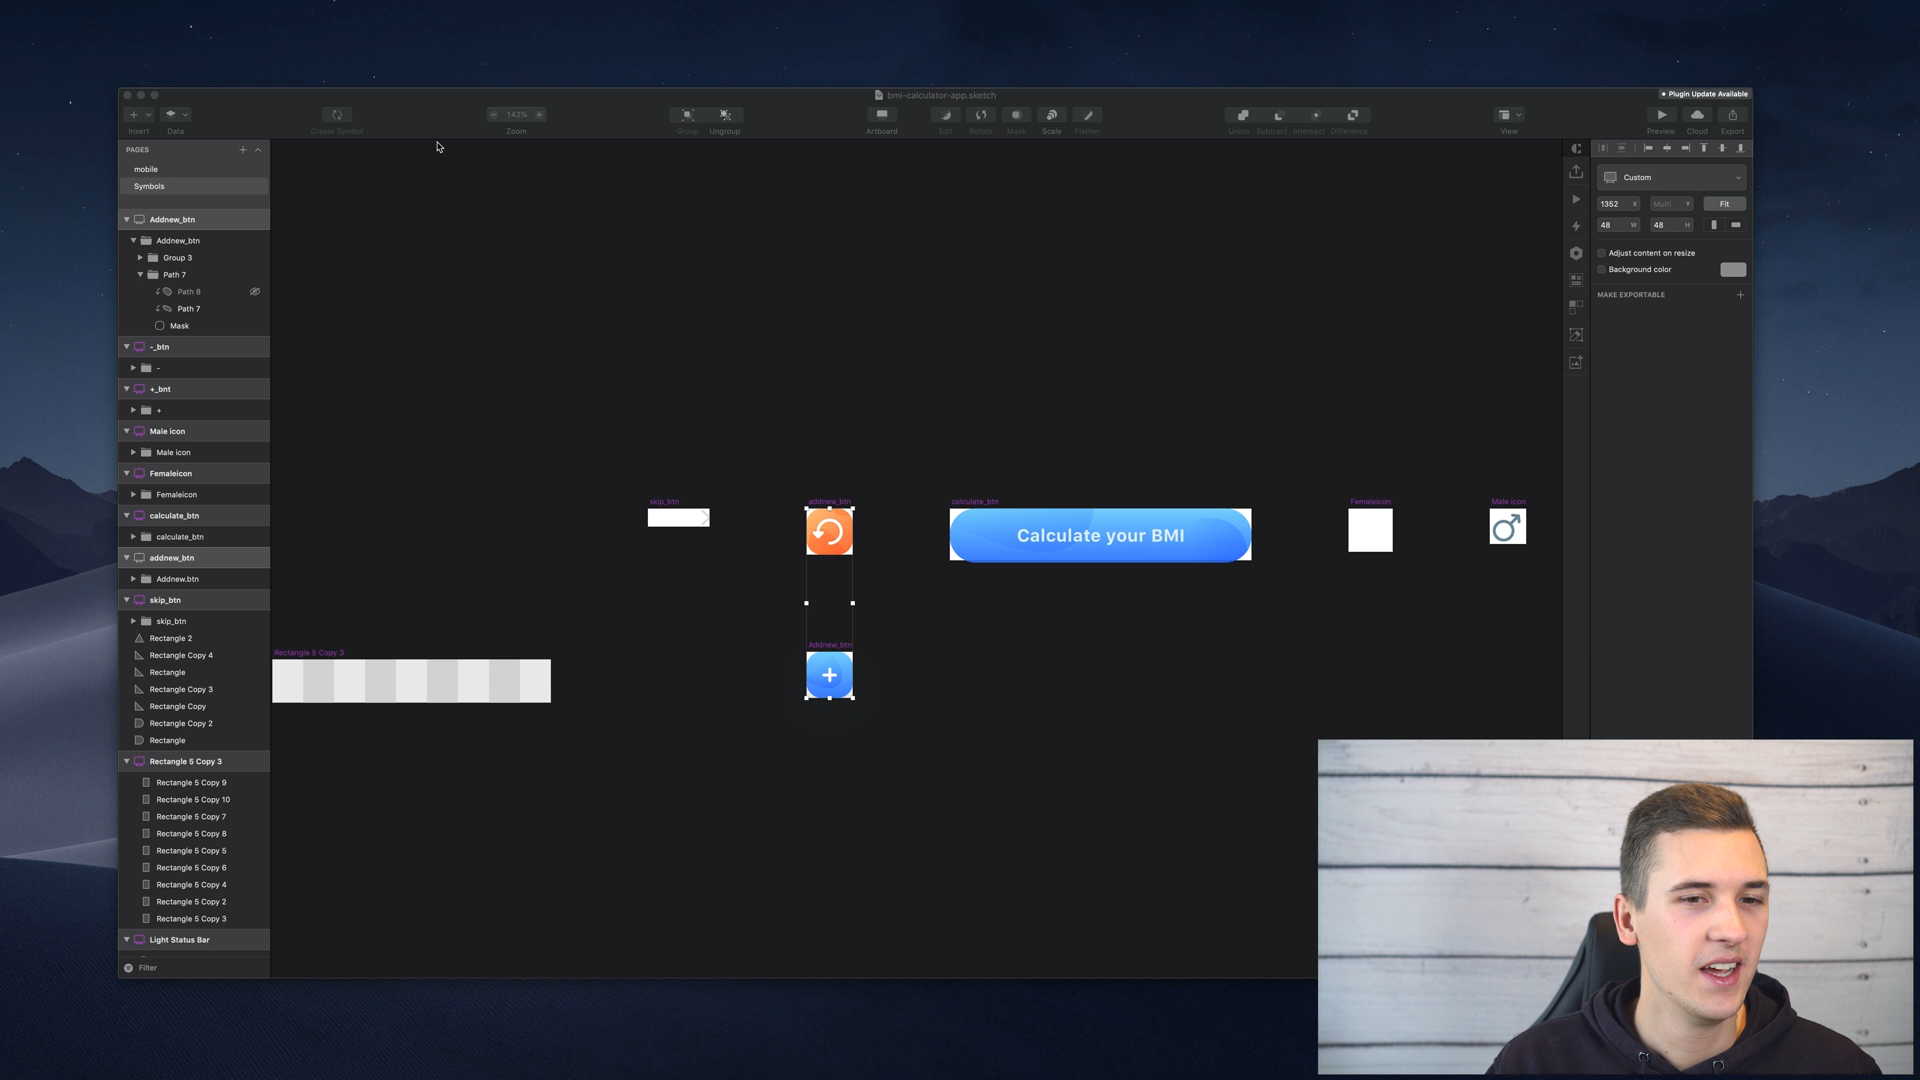 bmi-calculator-app.sketch
Plugin Update Available
142%
Insert
Data
Create Symbol
Zoom
Group
Ungroup
Artboard
Edit
Rotate
Mask
Scale
Flatten
Union
Subtract
Intersect
Difference
View
Preview
Cloud
Export
PAGES
mobile
Symbols
Addnew_btn
Addnew_btn
Group 3
Path 7
Path 8
Path 7
Mask
-_btn
-
+_bnt
+
Male icon
Male icon
Femaleicon
Femaleicon
calculate_btn
calculate_btn
addnew_btn
Addnew.btn
skip_btn
skip_btn
Rectangle 2
Rectangle Copy 4
Rectangle
Rectangle Copy 3
Rectangle Copy
Rectangle Copy 2
Rectangle
Rectangle 5 Copy 3
Rectangle 5 Copy 9
Rectangle 5 Copy 10
Rectangle 5 Copy 7
Rectangle 5 Copy 8
Rectangle 5 Copy 5
Rectangle 5 Copy 6
Rectangle 5 Copy 4
Rectangle 5 Copy 2
Rectangle 5 Copy 3
Light Status Bar
Filter
skip_btn
addnew_btn
calculate_btn
Femaleicon
Male icon
Calculate your BMI
Addnew_btn
Rectangle 5 Copy 3
Custom
1352 X
Multi Y
Fit
48 W
48 H
Adjust content on resize
Background color
MAKE EXPORTABLE